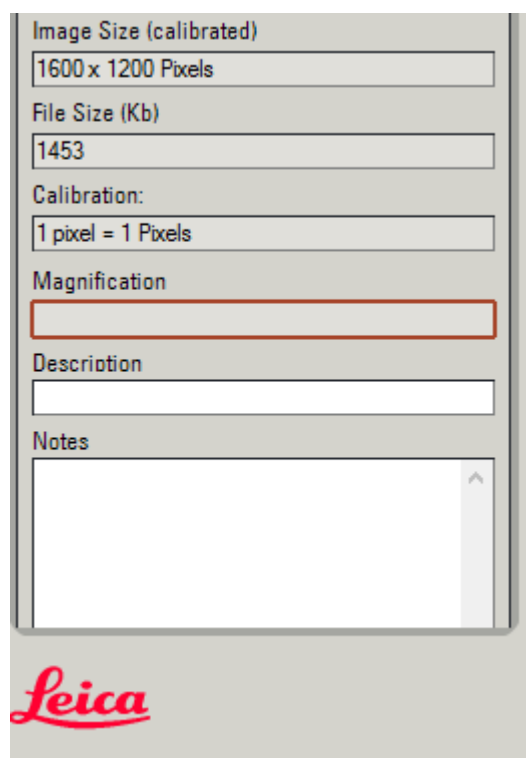 Image Size (calibrated)
1600 x 1200 Pixels
File Size (Kb)
1453
Calibration:
1 pixel = 1 Pixels
Magnification
Description
Notes
Leica